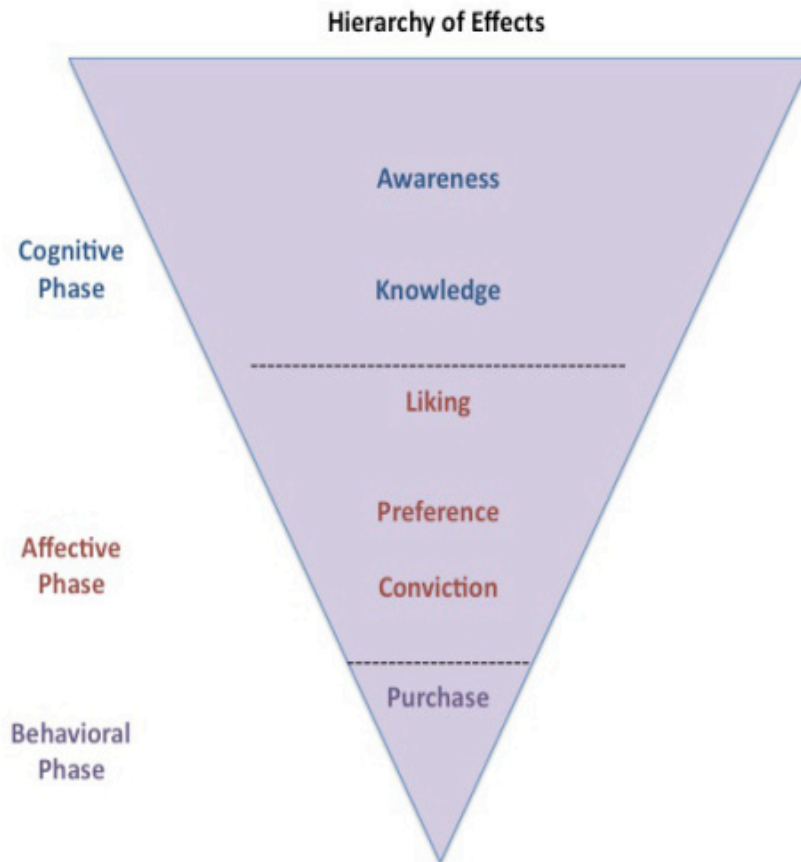 Hierarchy of Effects
Awareness
Cognitive
Phase
Knowledge
Liking
Preference
Affective
Phase
Conviction
Purchase
Behavioral
Phase